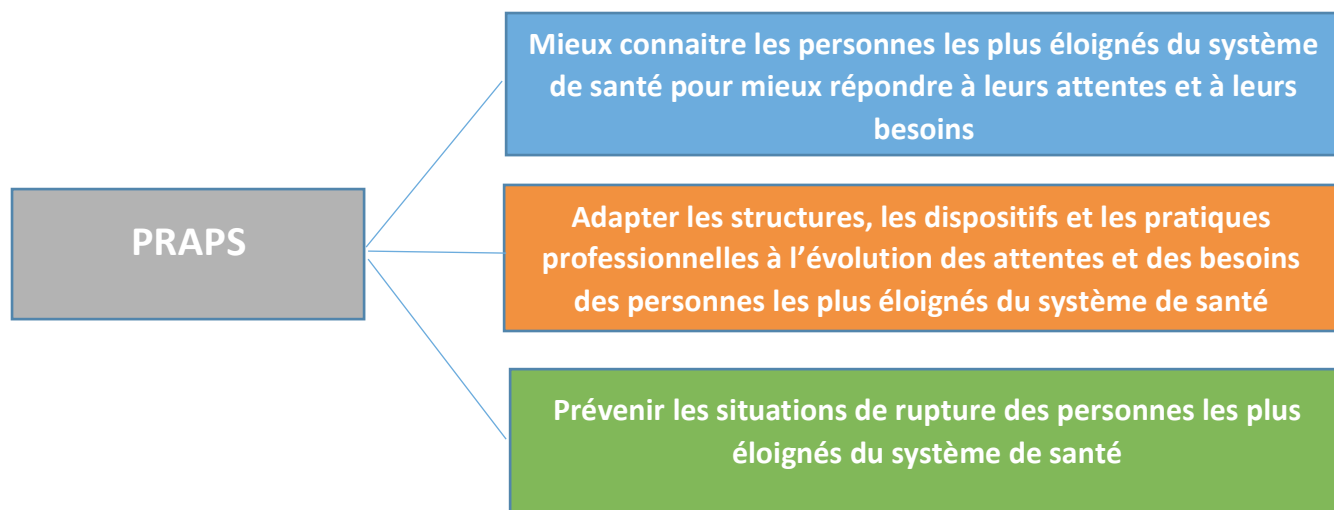 PRAPS
Mieux connaitre les personnes les plus éloignés du système
de santé pour mieux répondre à leurs attentes et à leurs
besoins
Adapter les structures, les dispositifs et les pratiques
professionnelles à l’évolution des attentes et des besoins
des personnes les plus éloignés du système de santé
Prévenir les situations de rupture des personnes les plus
éloignés du système de santé